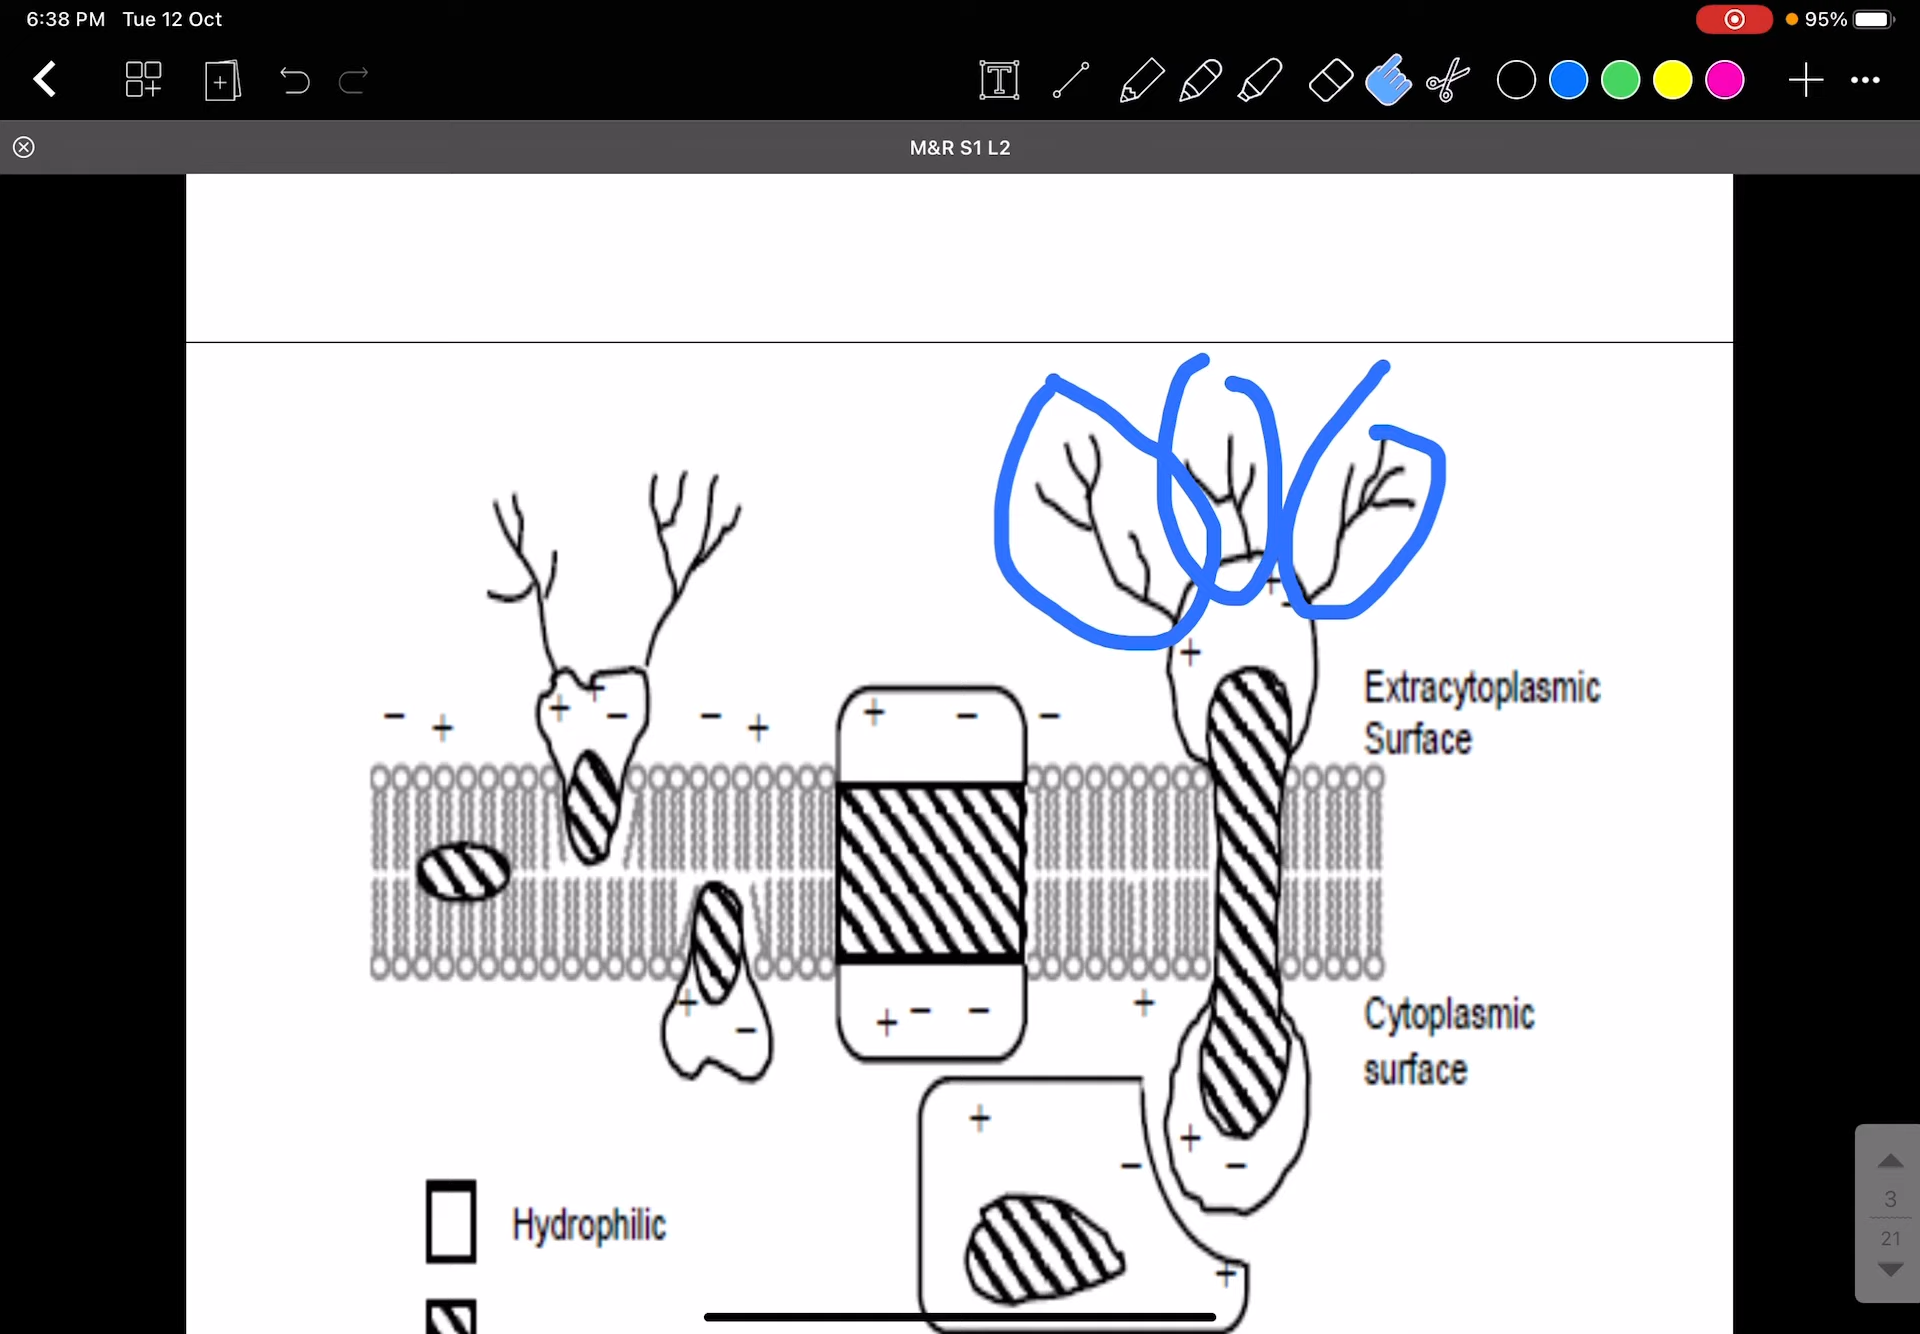 6:38 PM Tue 12 Oct
95%
T
M&R S1 L2
Extracytoplasmic
Surface
+ + -
- + - +
+ - -
Cytoplasmic
surface
+ -
+ - -
+
+ -
+
-
+
Hydrophilic
3
21